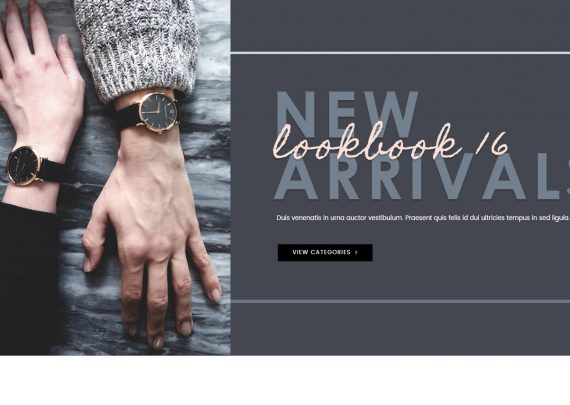 NEW
lookbook 16
ARRIVALS
Duis venenatis in urna auctor vestibulum. Praesent quis felis id dui ultricies tempus in sed ligula.
VIEW CATEGORIES >